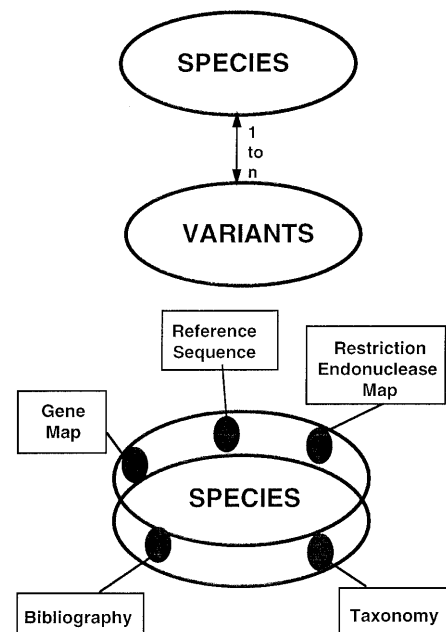 SPECIES
1
to
n
VARIANTS
Reference
Sequence
Restriction
Endonuclease
Map
Gene
Map
SPECIES
Bibliography
Taxonomy